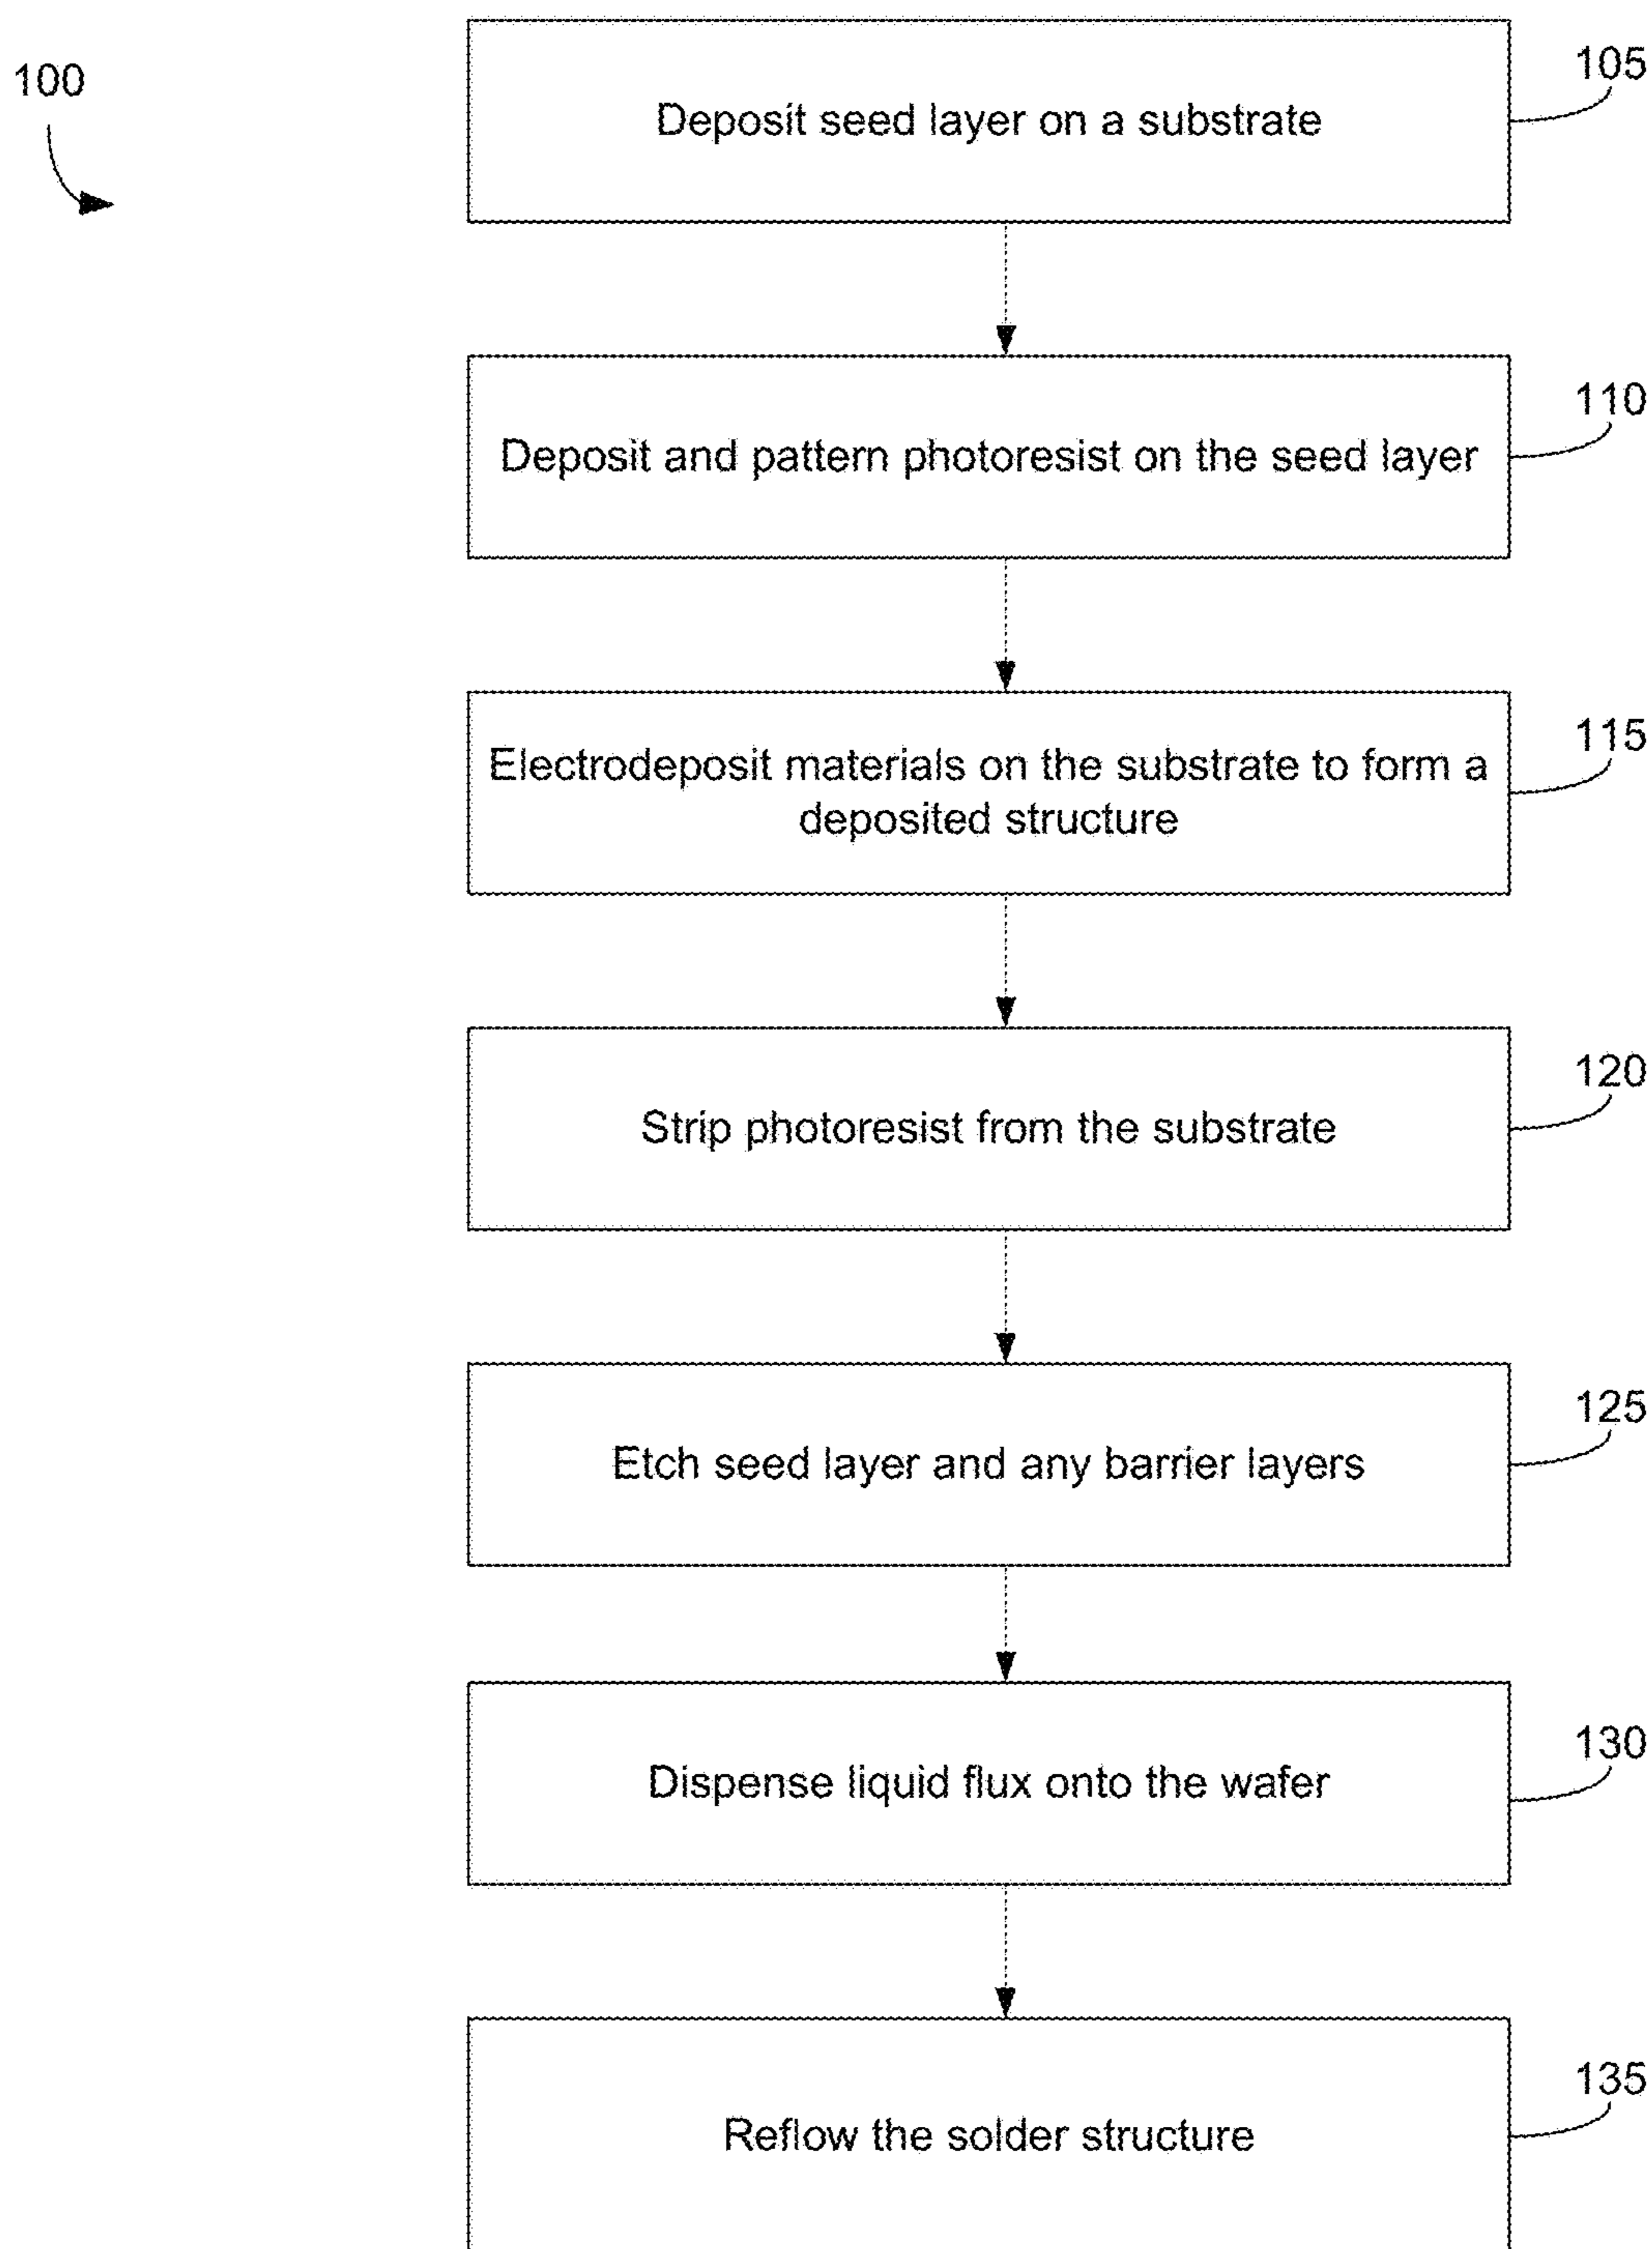 100
105
Deposit seed layer on a substrate
110
Deposit and pattern photoresist on the seed layer
115
Electrodeposit materials on the substrate to form a
deposited structure
120
Strip photoresist from the substrate
125
Etch seed layer and any barrier layers
130
Dispense liquid flux onto the wafer
135
Reflow the solder structure